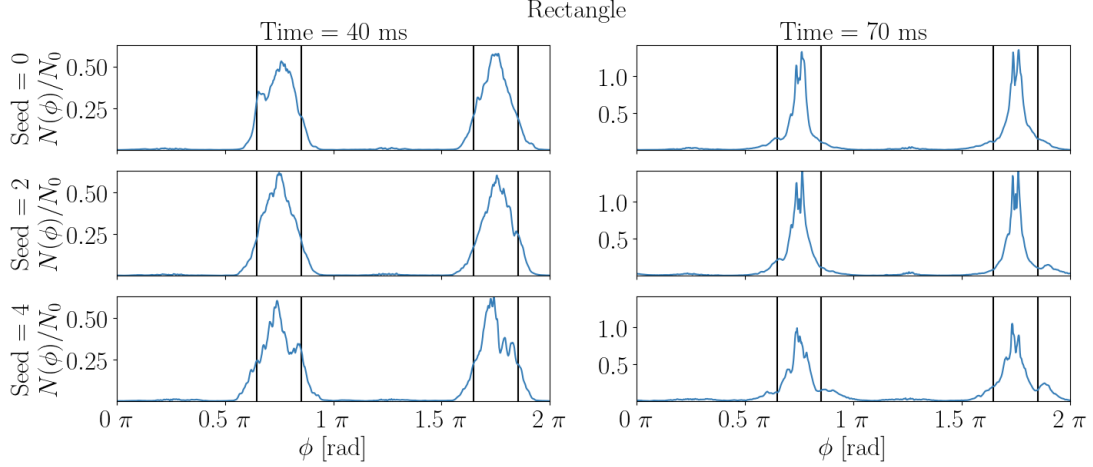 Rectangle
Time = 40 ms
Time = 70 ms
Seed = 0
N(ϕ)/N₀
0.50
0.25
1.0
0.5
Seed = 2
N(ϕ)/N₀
0.50
0.25
1.0
0.5
Seed = 4
N(ϕ)/N₀
0.50
0.25
1.0
0.5
0 π
0.5 π
1 π
1.5 π
2 π
0 π
0.5 π
1 π
1.5 π
2 π
ϕ [rad]
ϕ [rad]